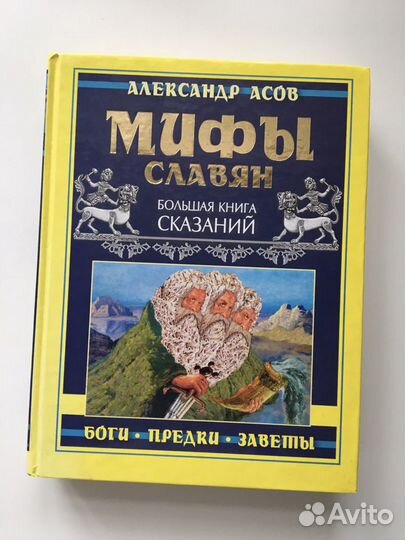 АЛЕКСАНДР АСОВ
МИФЫ
СЛАВЯН
БОЛЬШАЯ КНИГА
СКАЗАНИЙ
БОГИ • ПРЕДКИ • ЗАВЕТЫ
Avito